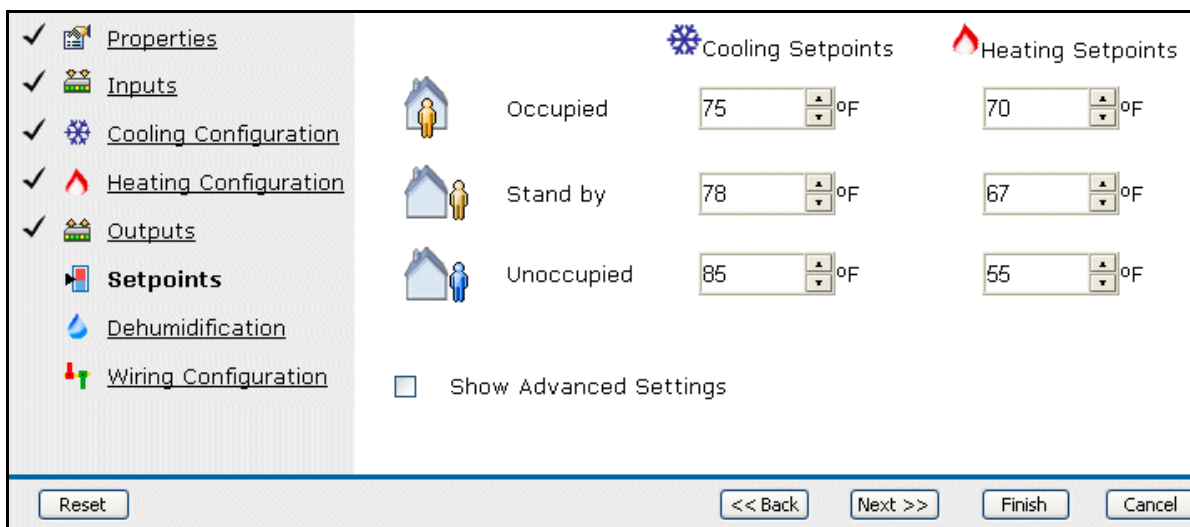 Properties
Inputs
Cooling Configuration
Heating Configuration
Outputs
Setpoints
Dehumidification
Wiring Configuration
Cooling Setpoints Heating Setpoints
Occupied 75 ºF 70 ºF
Stand by 78 ºF 67 ºF
Unoccupied 85 ºF 55 ºF
Show Advanced Settings
Reset << Back Next >> Finish Cancel